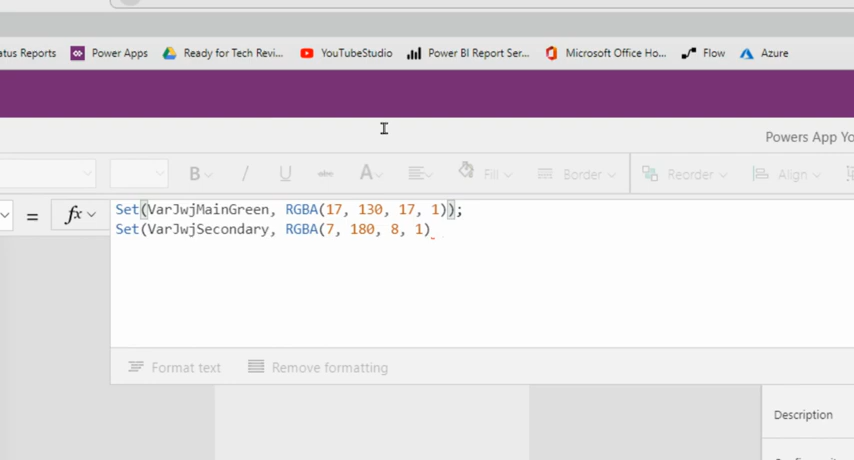 atus Reports Power Apps Ready for Tech Revi... YouTubeStudio Power BI Report Ser... Microsoft Office Ho... Flow Azure
Powers App Yo
B / U abc A Fill Border Reorder Align
= fx Set(VarJwjMainGreen, RGBA(17, 130, 17, 1));
Set(VarJwjSecondary, RGBA(7, 180, 8, 1)
Format text Remove formatting
Description